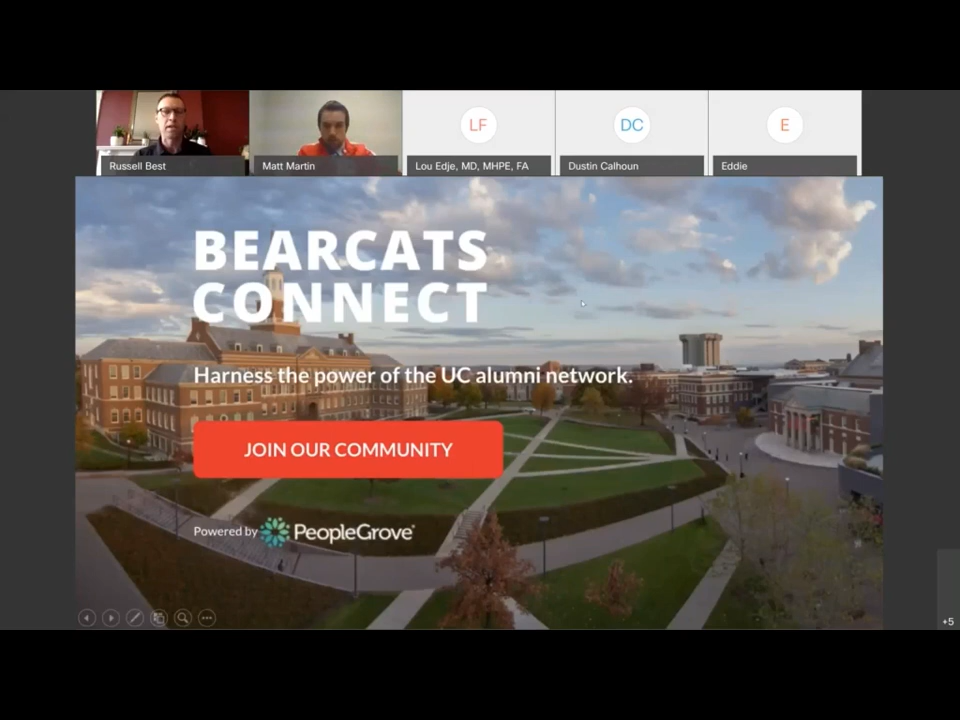 LF
DC
E
Russell Best
Matt Martin
Lou Edje, MD, MHPE, FA
Dustin Calhoun
Eddie
BEARCATS
CONNECT
Harness the power of the UC alumni network.
JOIN OUR COMMUNITY
Powered by PeopleGrove
+5